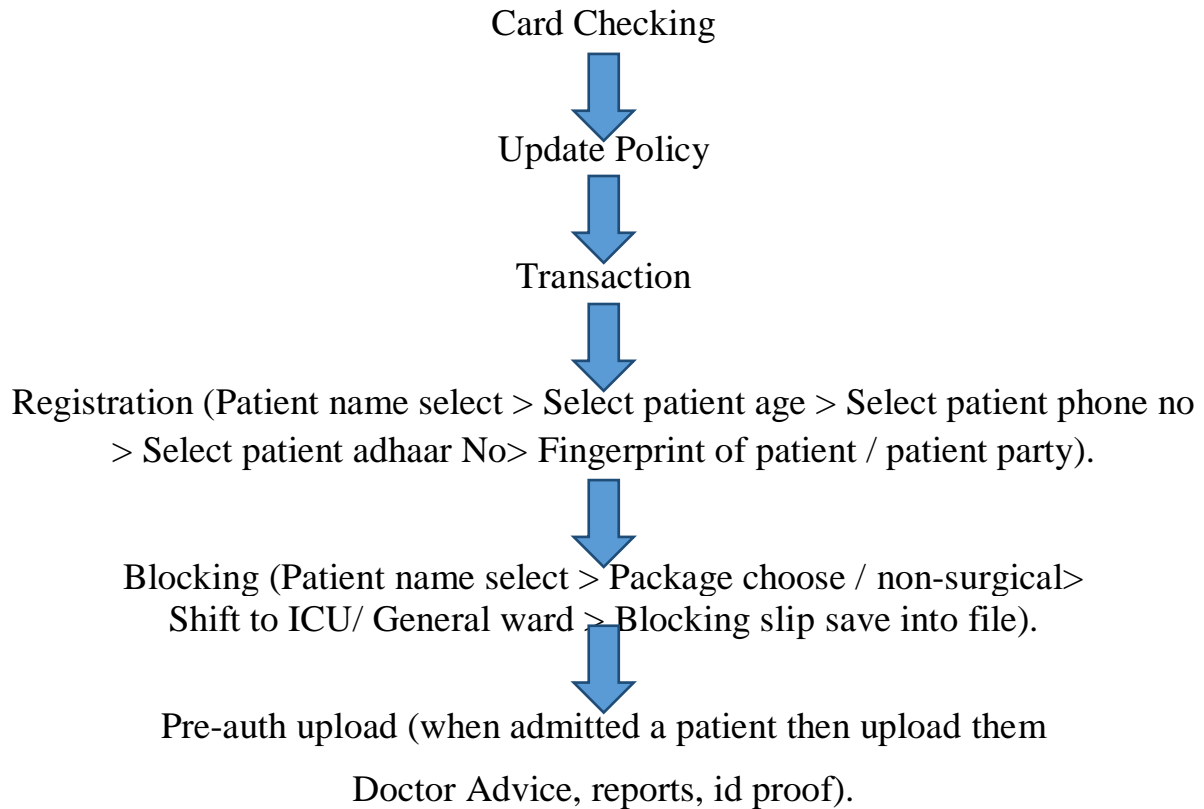 Card Checking
Update Policy
Transaction
Registration (Patient name select > Select patient age > Select patient phone no
> Select patient adhaar No> Fingerprint of patient / patient party).
Blocking (Patient name select > Package choose / non-surgical>
Shift to ICU/ General ward > Blocking slip save into file).
Pre-auth upload (when admitted a patient then upload them
Doctor Advice, reports, id proof).